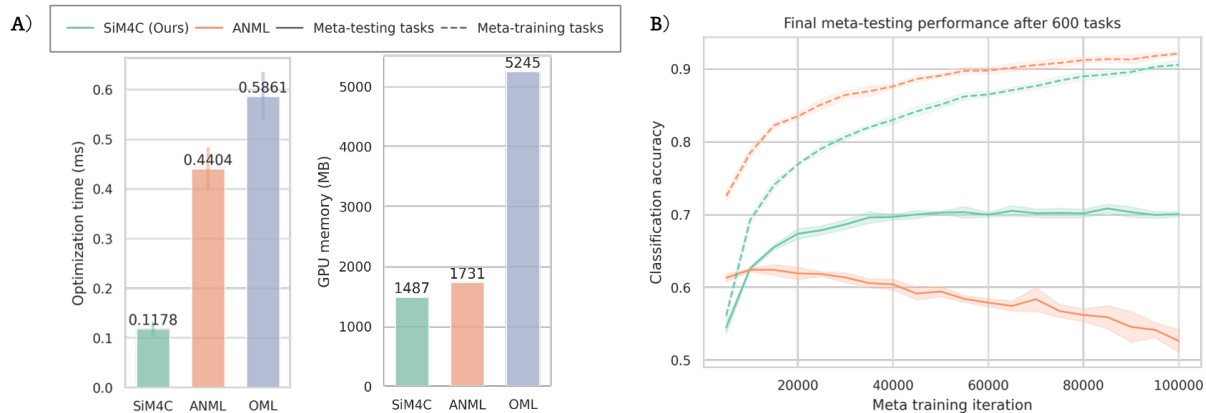 A)
SiM4C (Ours) ANML Meta-testing tasks Meta-training tasks
Optimization time (ms)
0.6
0.5
0.4
0.3
0.2
0.1
0.0
0.1178
0.4404
0.5861
SiM4C ANML OML
GPU memory (MB)
5000
4000
3000
2000
1000
0
1487
1731
5245
SiM4C ANML OML
B)
Final meta-testing performance after 600 tasks
Classification accuracy
0.9
0.8
0.7
0.6
0.5
20000 40000 60000 80000 100000
Meta training iteration